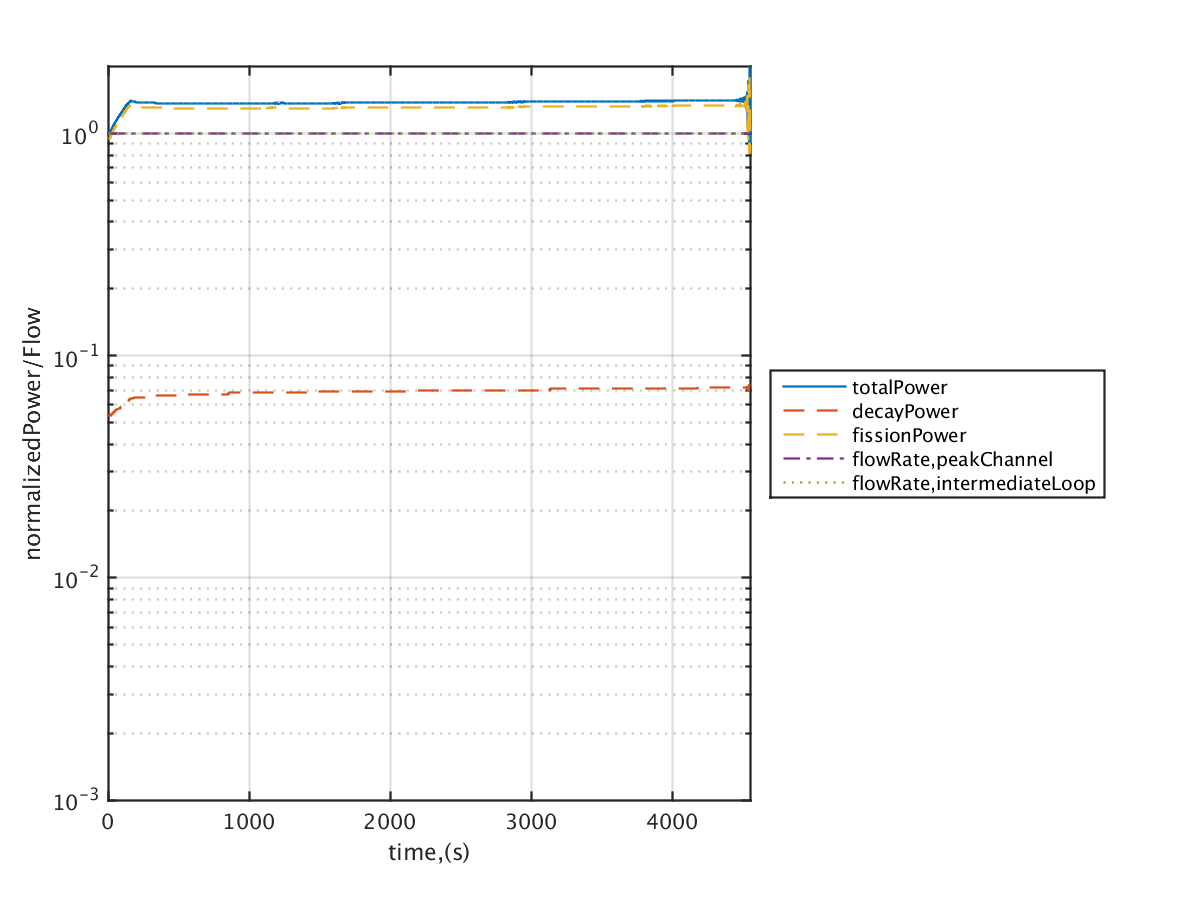 10^0
10^-1
10^-2
10^-3
normalizedPower/Flow
0 1000 2000 3000 4000
time,(s)
totalPower
decayPower
fissionPower
flowRate,peakChannel
flowRate,intermediateLoop